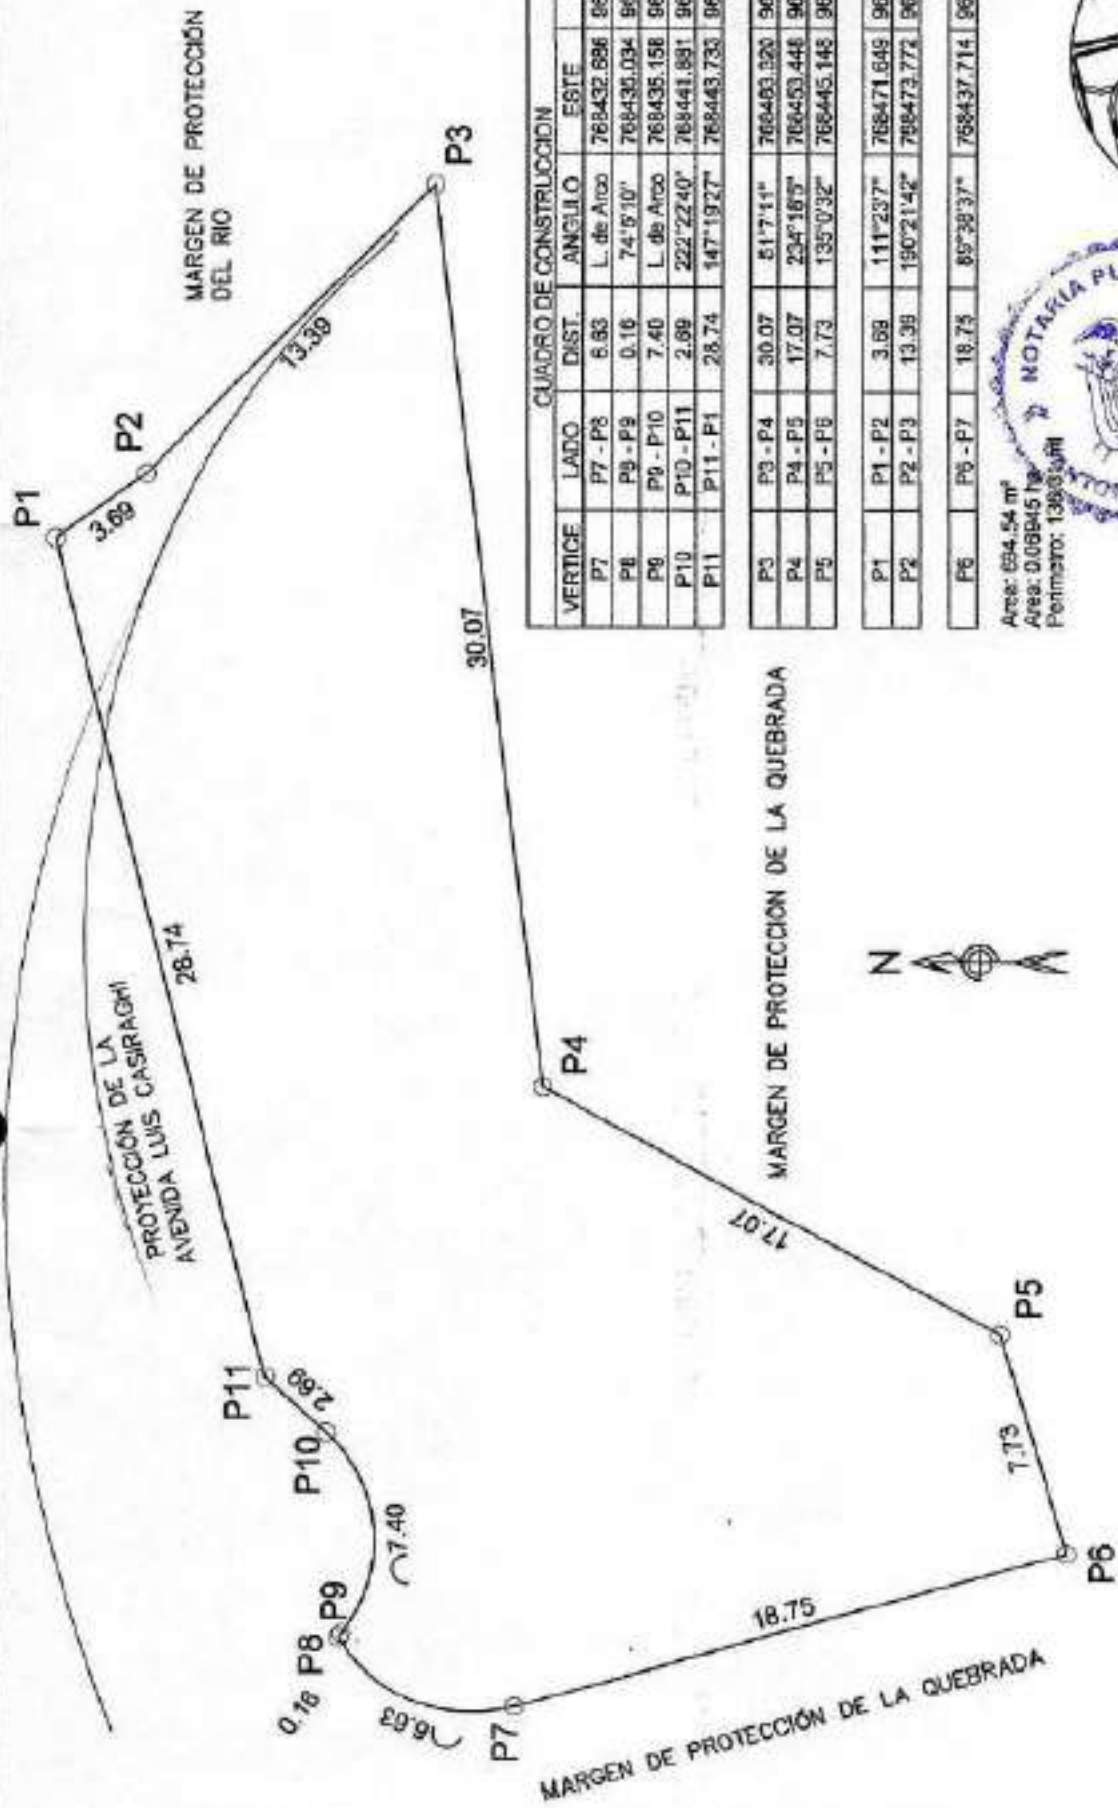 MARGEN DE PROTECCIÓN
DEL RIO
P1
3.69
P2
13.39
P3
PROYECCIÓN DE LA
AVENIDA LUIS CASIRAGHI
28.74
30.07
P11
2.69
P10
7.40
P8 P9
0.16
6.63
P7
P4
17.07
MARGEN DE PROTECCION DE LA QUEBRADA
P5
7.73
P6
18.75
MARGEN DE PROTECCIÓN DE LA QUEBRADA
N
CUADRO DE CONSTRUCCION
VERTICE LADO DIST. ANGULO ESTE
P7 P7 - P8 6.63 L. de Arco 768432.686
P8 P8 - P9 0.16 74°5'10" 768435.034
P9 P9 - P10 7.40 L. de Arco 768435.158
P10 P10 - P11 2.69 222°22'40" 768441.881
P11 P11 - P1 28.74 147°19'27" 768443.733
P3 P3 - P4 30.07 51°7'11" 768483.320
P4 P4 - P5 17.07 234°18'5" 768453.446
P5 P5 - P6 7.73 135°0'32" 768445.148
P1 P1 - P2 3.69 111°23'7" 768471.649
P2 P2 - P3 13.39 190°21'42" 768473.772
P6 P6 - P7 18.75 89°38'37" 768437.714
Area: 694.54 m²
Area: 0.06945 ha
Perimetro:
NOTARIA